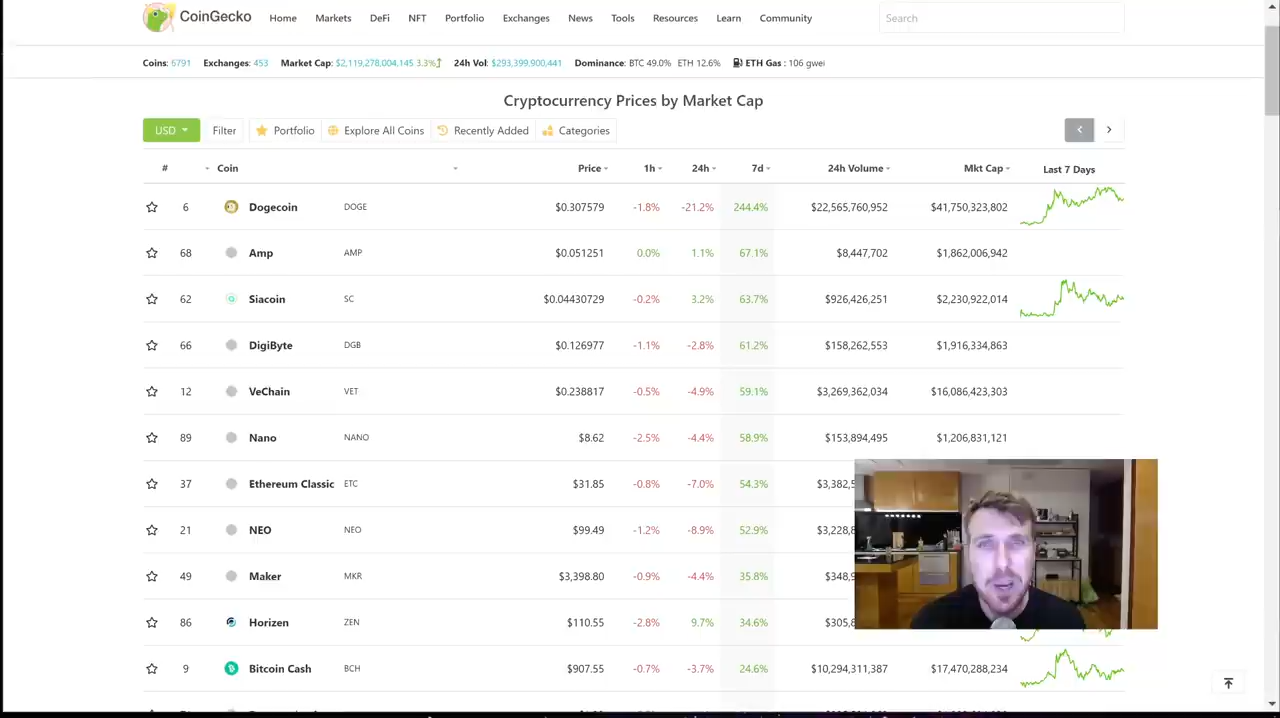 CoinGecko Home Markets DeFi NFT Portfolio Exchanges News Tools Resources Learn Community Search
Coins: 6791 Exchanges: 453 Market Cap: $2,119,278,004,145 3.3% 24h Vol: $293,399,900,441 Dominance: BTC 49.0% ETH 12.6% ETH Gas : 106 gwei
Cryptocurrency Prices by Market Cap
USD Filter Portfolio Explore All Coins Recently Added Categories
# Coin Price 1h 24h 7d 24h Volume Mkt Cap Last 7 Days
6 Dogecoin DOGE $0.307579 -1.8% -21.2% 244.4% $22,565,760,952 $41,750,323,802
68 Amp AMP $0.051251 0.0% 1.1% 67.1% $8,447,702 $1,862,006,942
62 Siacoin SC $0.04430729 -0.2% 3.2% 63.7% $926,426,251 $2,230,922,014
66 DigiByte DGB $0.126977 -1.1% -2.8% 61.2% $158,262,553 $1,916,334,863
12 VeChain VET $0.238817 -0.5% -4.9% 59.1% $3,269,362,034 $16,086,423,303
89 Nano NANO $8.62 -2.5% -4.4% 58.9% $153,894,495 $1,206,831,121
37 Ethereum Classic ETC $31.85 -0.8% -7.0% 54.3% $3,382,5
21 NEO NEO $99.49 -1.2% -8.9% 52.9% $3,228,8
49 Maker MKR $3,398.80 -0.9% -4.4% 35.8% $348,9
86 Horizen ZEN $110.55 -2.8% 9.7% 34.6% $305,8
9 Bitcoin Cash BCH $907.55 -0.7% -3.7% 24.6% $10,294,311,387 $17,470,288,234